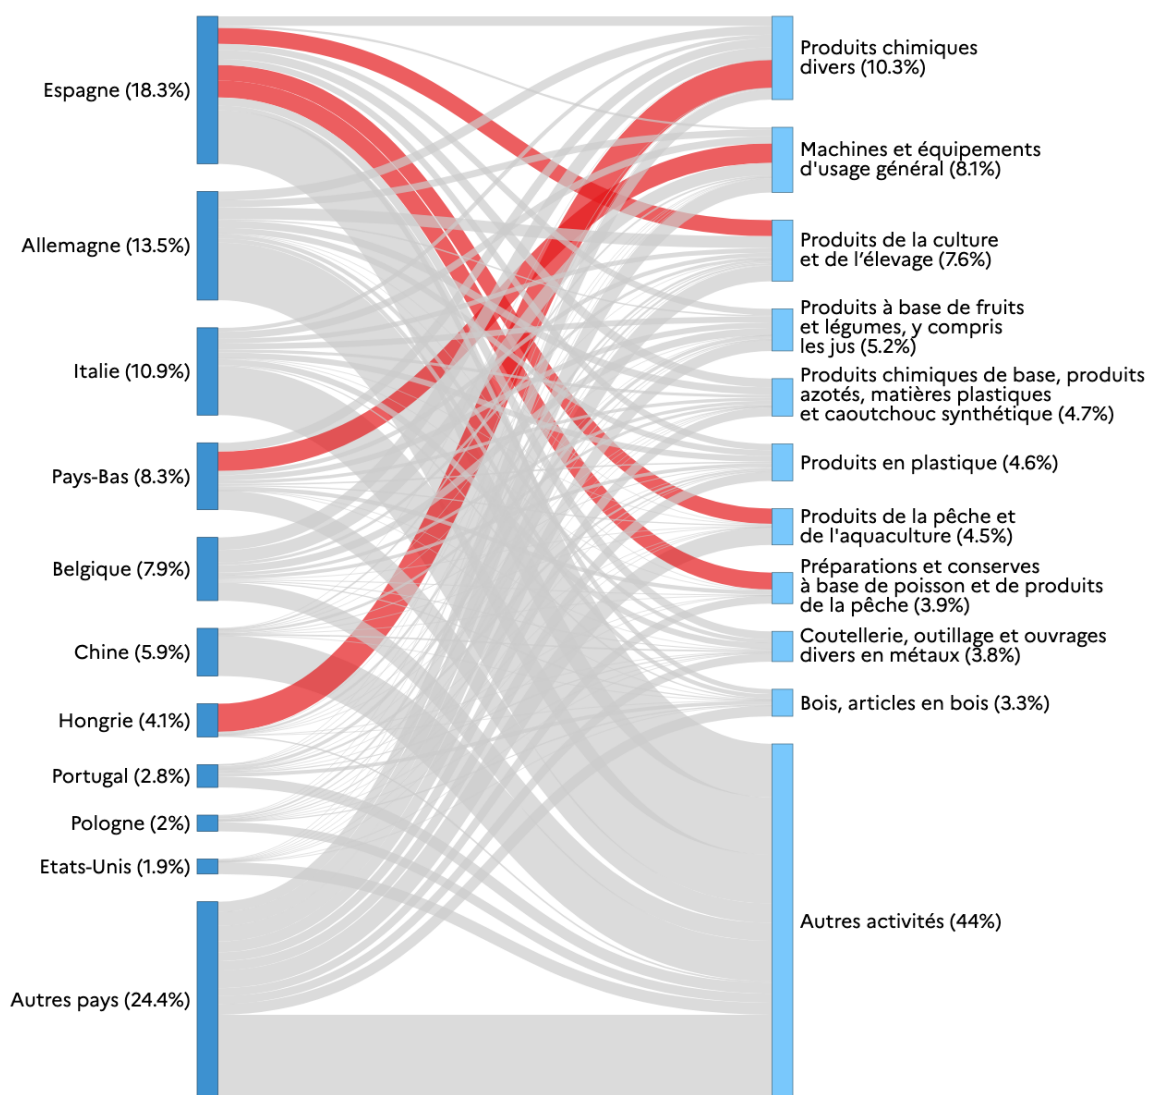 Espagne (18.3%)
Allemagne (13.5%)
Italie (10.9%)
Pays-Bas (8.3%)
Belgique (7.9%)
Chine (5.9%)
Hongrie (4.1%)
Portugal (2.8%)
Pologne (2%)
Etats-Unis (1.9%)
Autres pays (24.4%)
Produits chimiques
divers (10.3%)
Machines et équipements
d'usage général (8.1%)
Produits de la culture
et de l’élevage (7.6%)
Produits à base de fruits
et légumes, y compris
les jus (5.2%)
Produits chimiques de base, produits
azotés, matières plastiques
et caoutchouc synthétique (4.7%)
Produits en plastique (4.6%)
Produits de la pêche et
de l'aquaculture (4.5%)
Préparations et conserves
à base de poisson et de produits
de la pêche (3.9%)
Coutellerie, outillage et ouvrages
divers en métaux (3.8%)
Bois, articles en bois (3.3%)
Autres activités (44%)